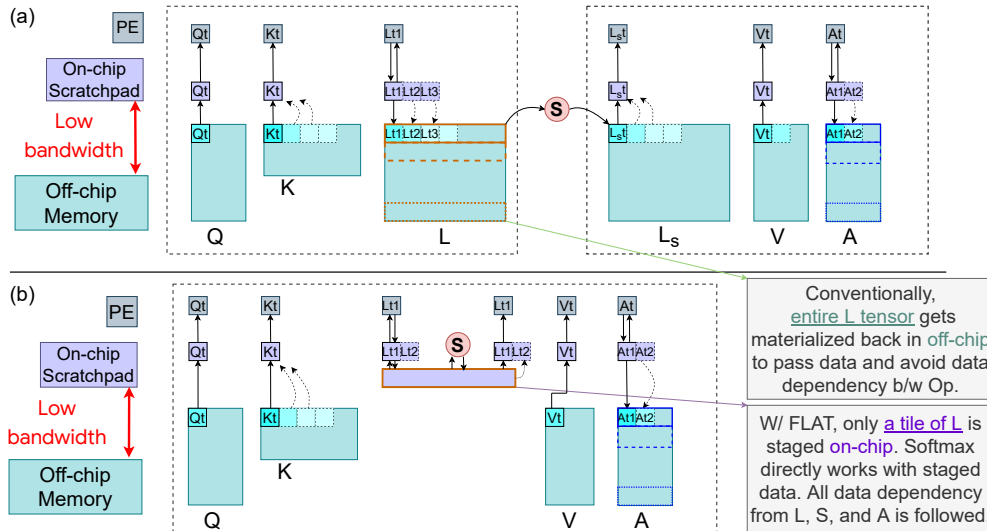 (a)
PE
On-chip
Scratchpad
Low
bandwidth
Off-chip
Memory
Qt
Kt
Lt1
Lst
Vt
At
Qt
Kt
Lt1 Lt2 Lt3
Lst
Vt
At1 At2
S
Qt
Kt
Lt1 Lt2 Lt3
Lst
Vt
At1 At2
Q
K
L
Ls
V
A
(b)
PE
On-chip
Scratchpad
Low
bandwidth
Off-chip
Memory
Qt
Kt
Lt1
Lt1
Vt
At
Qt
Kt
Lt1 Lt2
S
Lt1 Lt2
Vt
At1 At2
Qt
Kt
Vt
At1 At2
Q
K
V
A
Conventionally,
entire L tensor gets
materialized back in off-chip
to pass data and avoid data
dependency b/w Op.
W/ FLAT, only a tile of L is
staged on-chip. Softmax
directly works with staged
data. All data dependency
from L, S, and A is followed